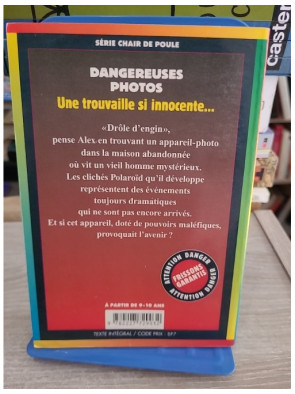 SÉRIE CHAIR DE POULE
DANGEREUSES
PHOTOS
Une trouvaille si innocente...
«Drôle d'engin»,
pense Alex en trouvant un appareil-photo
dans la maison abandonnée
où vit un vieil homme mystérieux.
Les clichés Polaroïd qu'il développe
représentent des événements
toujours dramatiques
qui ne sont pas encore arrivés.
Et si cet appareil, doté de pouvoirs maléfiques,
provoquait l'avenir ?
ATTENTION DANGER
FRISSONS
GARANTIS
ATTENTION DANGER
À PARTIR DE 9-10 ANS
TEXTE INTÉGRAL / CODE PRIX :
caster